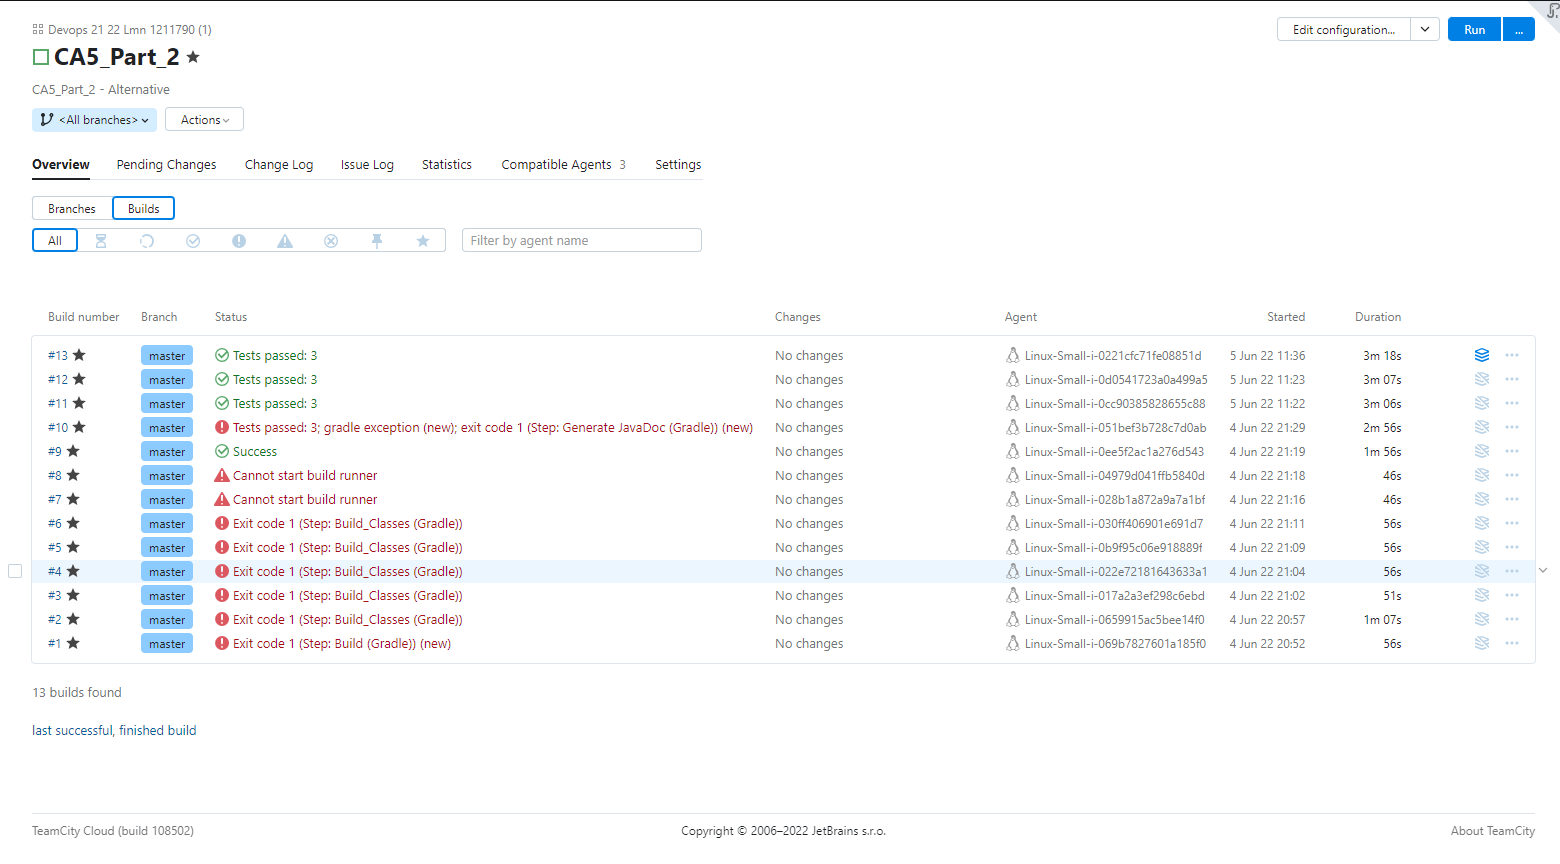 Devops 21 22 Lmn 1211790 (1)
Edit configuration...
Run
...
CA5_Part_2
CA5_Part_2 - Alternative
<All branches>
Actions
Overview
Pending Changes
Change Log
Issue Log
Statistics
Compatible Agents 3
Settings
Branches
Builds
All
Filter by agent name
Build number Branch Status Changes Agent Started Duration
#13 master Tests passed: 3 No changes Linux-Small-i-0221cfc71fe08851d 5 Jun 22 11:36 3m 18s
#12 master Tests passed: 3 No changes Linux-Small-i-0d0541723a0a499a5 5 Jun 22 11:23 3m 07s
#11 master Tests passed: 3 No changes Linux-Small-i-0cc90385828655c88 5 Jun 22 11:22 3m 06s
#10 master Tests passed: 3; gradle exception (new); exit code 1 (Step: Generate JavaDoc (Gradle)) (new) No changes Linux-Small-i-051bef3b728c7d0ab 4 Jun 22 21:29 2m 56s
#9 master Success No changes Linux-Small-i-0ee5f2ac1a276d543 4 Jun 22 21:19 1m 56s
#8 master Cannot start build runner No changes Linux-Small-i-04979d041ffb5840d 4 Jun 22 21:18 46s
#7 master Cannot start build runner No changes Linux-Small-i-028b1a872a9a7a1bf 4 Jun 22 21:16 46s
#6 master Exit code 1 (Step: Build_Classes (Gradle)) No changes Linux-Small-i-030ff406901e691d7 4 Jun 22 21:11 56s
#5 master Exit code 1 (Step: Build_Classes (Gradle)) No changes Linux-Small-i-0b9f95c06e918889f 4 Jun 22 21:09 56s
#4 master Exit code 1 (Step: Build_Classes (Gradle)) No changes Linux-Small-i-022e72181643633a1 4 Jun 22 21:04 56s
#3 master Exit code 1 (Step: Build_Classes (Gradle)) No changes Linux-Small-i-017a2a3ef298c6ebd 4 Jun 22 21:02 51s
#2 master Exit code 1 (Step: Build_Classes (Gradle)) No changes Linux-Small-i-0659915ac5bee14f0 4 Jun 22 20:57 1m 07s
#1 master Exit code 1 (Step: Build (Gradle)) (new) No changes Linux-Small-i-069b7827601a185f0 4 Jun 22 20:52 56s
13 builds found
last successful, finished build
TeamCity Cloud (build 108502)
Copyright © 2006–2022 JetBrains s.r.o.
About TeamCity